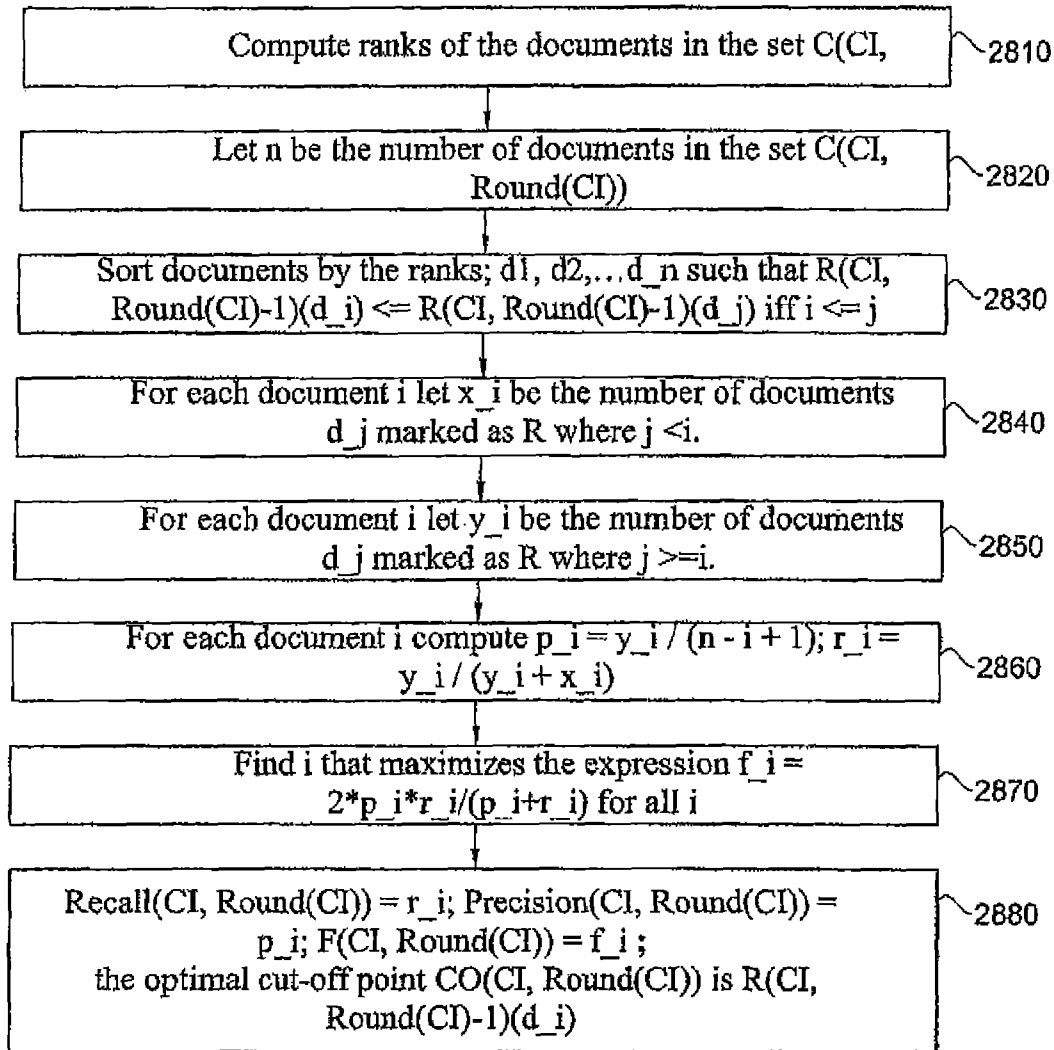 Compute ranks of the documents in the set C(CI,
2810
Let n be the number of documents in the set C(CI,
Round(CI))
2820
Sort documents by the ranks; d1, d2,...d_n such that R(CI,
Round(CI)-1)(d_i) <= R(CI, Round(CI)-1)(d_j) iff i <= j
2830
For each document i let x_i be the number of documents
d_j marked as R where j <i.
2840
For each document i let y_i be the number of documents
d_j marked as R where j >=i.
2850
For each document i compute p_i = y_i / (n - i + 1); r_i =
y_i / (y_i + x_i)
2860
Find i that maximizes the expression f_i =
2*p_i*r_i/(p_i+r_i) for all i
2870
Recall(CI, Round(CI)) = r_i; Precision(CI, Round(CI)) =
p_i; F(CI, Round(CI)) = f_i ;
the optimal cut-off point CO(CI, Round(CI)) is R(CI,
Round(CI)-1)(d_i)
2880